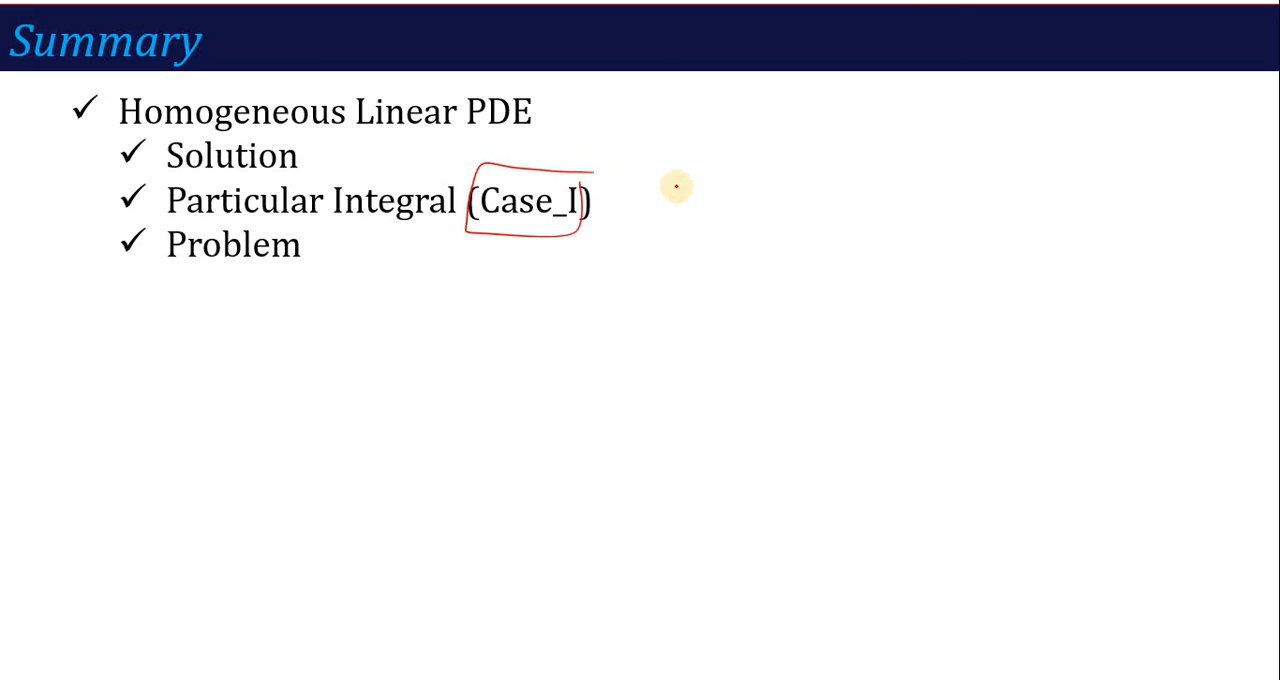 Summary
✓ Homogeneous Linear PDE
✓ Solution
✓ Particular Integral (Case_I)
✓ Problem